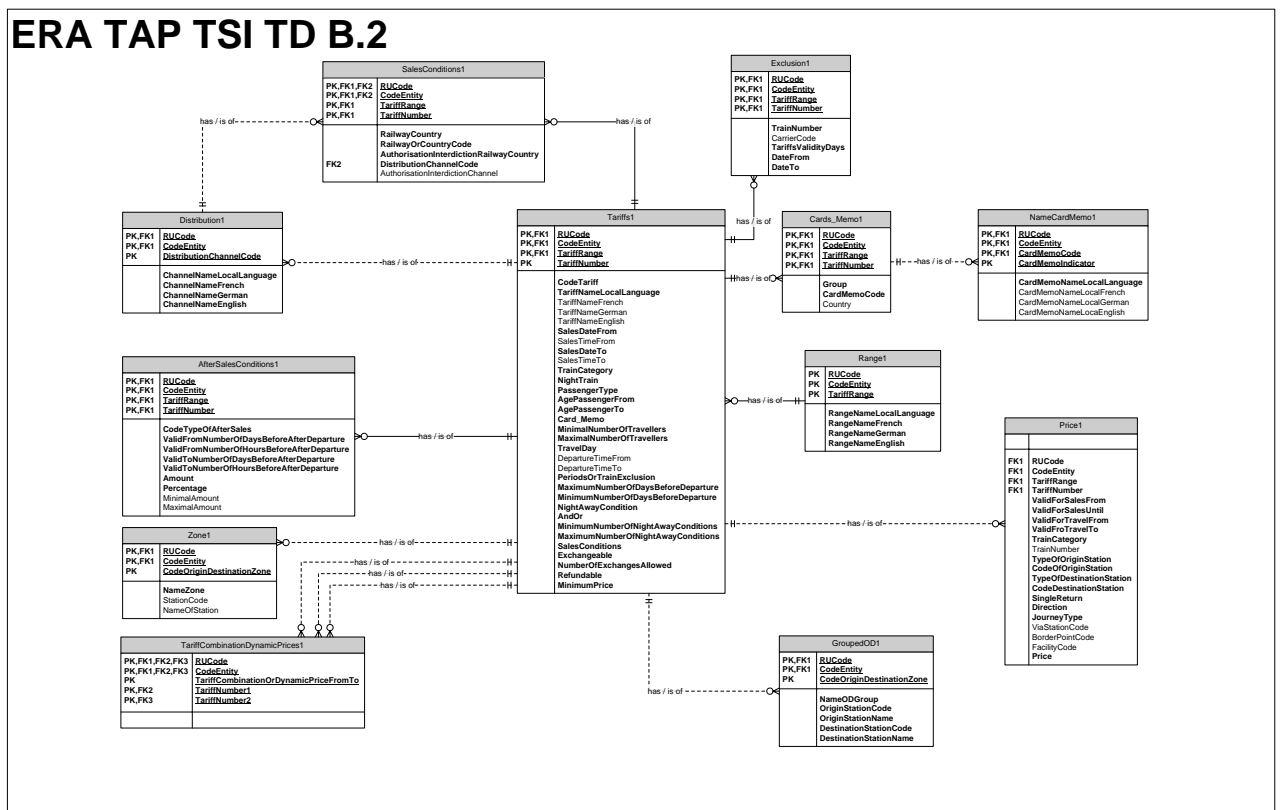 ERA TAP TSI TD B.2
SalesConditions1
PK,FK1,FK2 RUCode
PK,FK1,FK2 CodeEntity
PK,FK1 TariffRange
PK,FK1 TariffNumber
RailwayCountry
RailwayOrCountryCode
AuthorisationInterdictionRailwayCountry
FK2 DistributionChannelCode
AuthorisationInterdictionChannel
Exclusion1
PK,FK1 RUCode
PK,FK1 CodeEntity
PK,FK1 TariffRange
PK,FK1 TariffNumber
TrainNumber
CarrierCode
TariffsValidityDays
DateFrom
DateTo
has / is of
has / is of
has / is of
Distribution1
PK,FK1 RUCode
PK,FK1 CodeEntity
PK DistributionChannelCode
ChannelNameLocalLanguage
ChannelNameFrench
ChannelNameGerman
ChannelNameEnglish
has / is of
Tariffs1
PK,FK1 RUCode
PK,FK1 CodeEntity
PK,FK1 TariffRange
PK TariffNumber
CodeTariff
TariffNameLocalLanguage
TariffNameFrench
TariffNameGerman
TariffNameEnglish
SalesDateFrom
SalesTimeFrom
SalesDateTo
SalesTimeTo
TrainCategory
NightTrain
PassengerType
AgePassengerFrom
AgePassengerTo
Card_Memo
MinimalNumberOfTravellers
MaximalNumberOfTravellers
TravelDay
DepartureTimeFrom
DepartureTimeTo
PeriodsOrTrainExclusion
MaximumNumberOfDaysBeforeDeparture
MinimumNumberOfDaysBeforeDeparture
NightAwayCondition
AndOr
MinimumNumberOfNightAwayConditions
MaximumNumberOfNightAwayConditions
SalesConditions
Exchangeable
NumberOfExchangesAllowed
Refundable
MinimumPrice
Cards_Memo1
PK,FK1 RUCode
PK,FK1 CodeEntity
PK,FK1 TariffRange
PK,FK1 TariffNumber
Group
CardMemoCode
Country
has / is of
has / is of
NameCardMemo1
PK,FK1 RUCode
PK,FK1 CodeEntity
PK,FK1 CardMemoCode
PK CardMemoIndicator
CardMemoNameLocalLanguage
CardMemoNameLocalFrench
CardMemoNameLocalGerman
CardMemoNameLocaEnglish
AfterSalesConditions1
PK,FK1 RUCode
PK,FK1 CodeEntity
PK,FK1 TariffRange
PK,FK1 TariffNumber
CodeTypeOfAfterSales
ValidFromNumberOfDaysBeforeAfterDeparture
ValidFromNumberOfHoursBeforeAfterDeparture
ValidToNumberOfDaysBeforeAfterDeparture
ValidToNumberOfHoursBeforeAfterDeparture
Amount
Percentage
MinimalAmount
MaximalAmount
has / is of
Range1
PK RUCode
PK CodeEntity
PK TariffRange
RangeNameLocalLanguage
RangeNameFrench
RangeNameGerman
RangeNameEnglish
has / is of
Price1
FK1 RUCode
FK1 CodeEntity
FK1 TariffRange
FK1 TariffNumber
ValidForSalesFrom
ValidForSalesUntil
ValidForTravelFrom
ValidFroTravelTo
TrainCategory
TrainNumber
TypeOfOriginStation
CodeOfOriginStation
TypeOfDestinationStation
CodeDestinationStation
SingleReturn
Direction
JourneyType
ViaStationCode
BorderPointCode
FacilityCode
Price
has / is of
Zone1
PK,FK1 RUCode
PK,FK1 CodeEntity
PK CodeOriginDestinationZone
NameZone
StationCode
NameOfStation
has / is of
has / is of
has / is of
has / is of
TariffCombinationDynamicPrices1
PK,FK1,FK2,FK3 RUCode
PK,FK1,FK2,FK3 CodeEntity
PK TariffCombinationOrDynamicPriceFromTo
PK,FK2 TariffNumber1
PK,FK3 TariffNumber2
GroupedOD1
PK,FK1 RUCode
PK,FK1 CodeEntity
PK CodeOriginDestinationZone
NameODGroup
OriginStationCode
OriginStationName
DestinationStationCode
DestinationStationName
has / is of